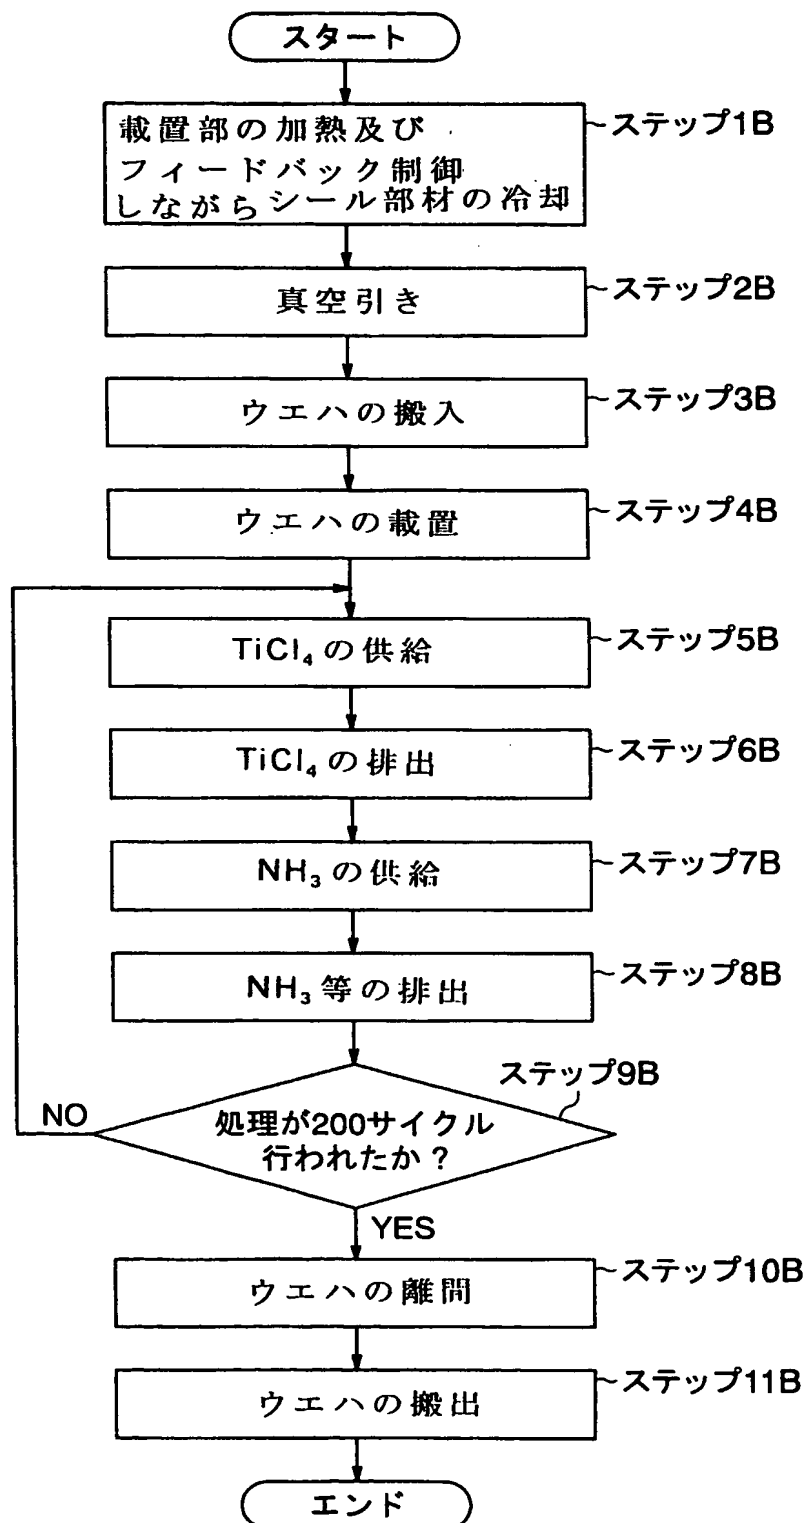 スタート
載置部の加熱及び
フィードバック制御
しながらシール部材の冷却
ステップ1B
真空引き
ステップ2B
ウエハの搬入
ステップ3B
ウエハの載置
ステップ4B
TiCl₄の供給
ステップ5B
TiCl₄の排出
ステップ6B
NH₃の供給
ステップ7B
NH₃等の排出
ステップ8B
ステップ9B
処理が200サイクル
行われたか？
NO
YES
ウエハの離間
ステップ10B
ウエハの搬出
ステップ11B
エンド